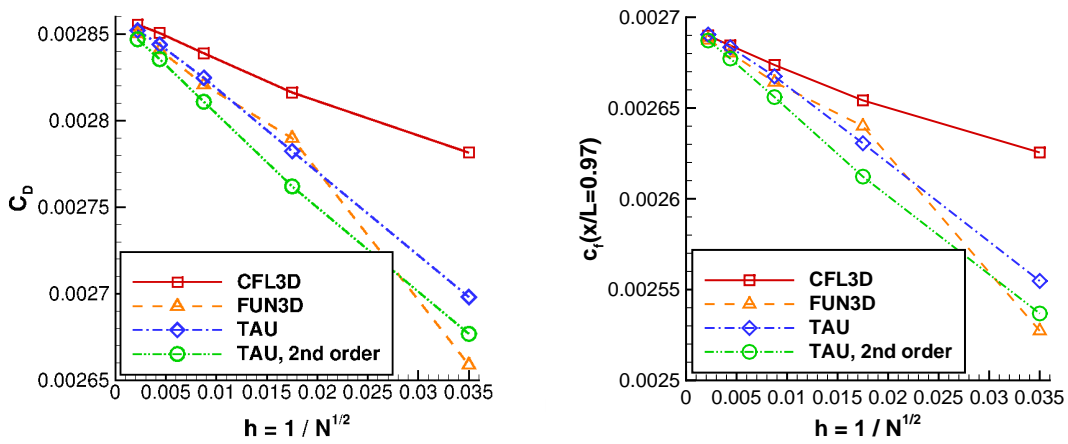 C_D
0.00285
0.0028
0.00275
0.0027
0.00265
CFL3D
FUN3D
TAU
TAU, 2nd order
0 0.005 0.01 0.015 0.02 0.025 0.03 0.035
h = 1 / N^{1/2}
c_f(x/L=0.97)
0.0027
0.00265
0.0026
0.00255
0.0025
CFL3D
FUN3D
TAU
TAU, 2nd order
0 0.005 0.01 0.015 0.02 0.025 0.03 0.035
h = 1 / N^{1/2}